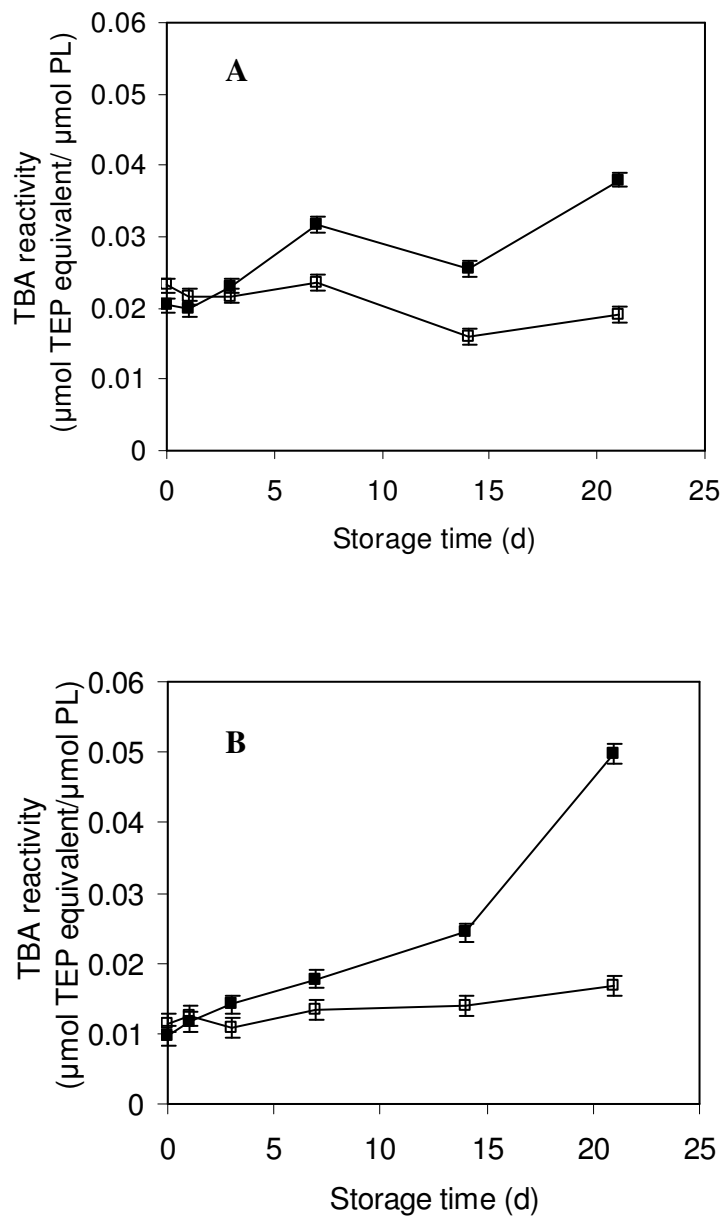 A
TBA reactivity
(µmol TEP equivalent/ µmol PL)
0.06
0.05
0.04
0.03
0.02
0.01
0
0 5 10 15 20 25
Storage time (d)
B
TBA reactivity
(µmol TEP equivalent/µmol PL)
0.06
0.05
0.04
0.03
0.02
0.01
0
0 5 10 15 20 25
Storage time (d)